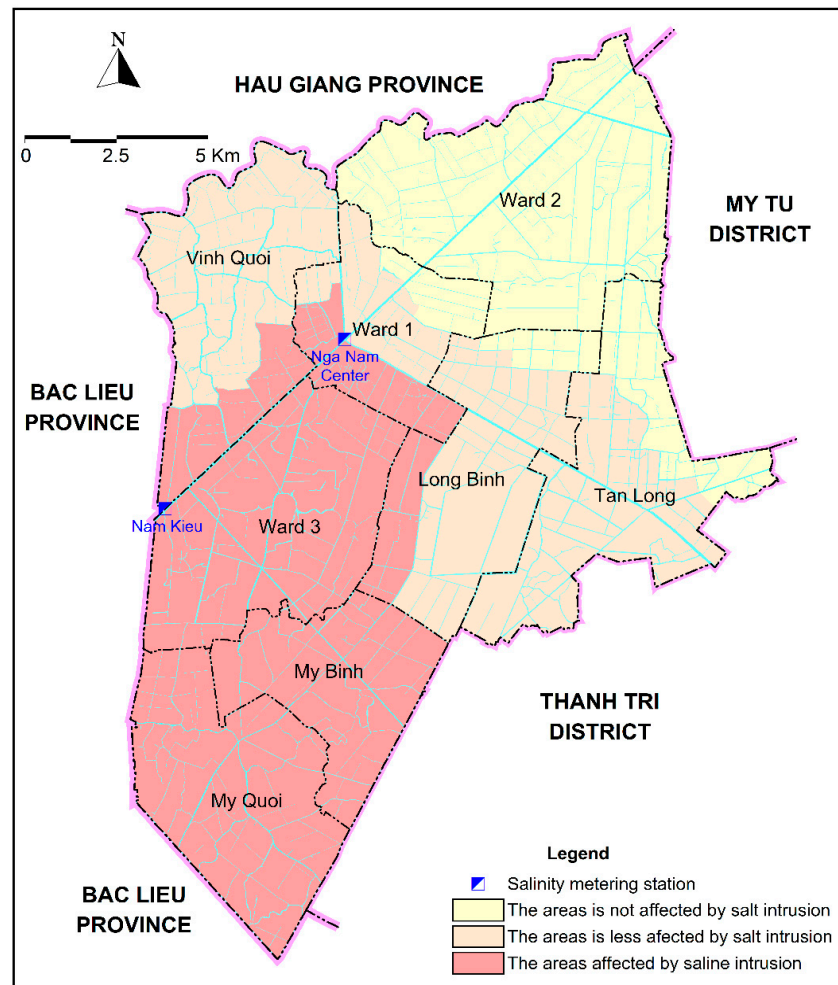 N
HAU GIANG PROVINCE
0 2.5 5 Km
Ward 2
MY TU
DISTRICT
Vinh Quoi
Ward 1
Nga Nam
Center
BAC LIEU
PROVINCE
Long Binh
Tan Long
Nam Kieu
Ward 3
My Binh
THANH TRI
DISTRICT
My Quoi
BAC LIEU
PROVINCE
Legend
Salinity metering station
The areas is not affected by salt intrusion
The areas is less afected by salt intrusion
The areas affected by saline intrusion